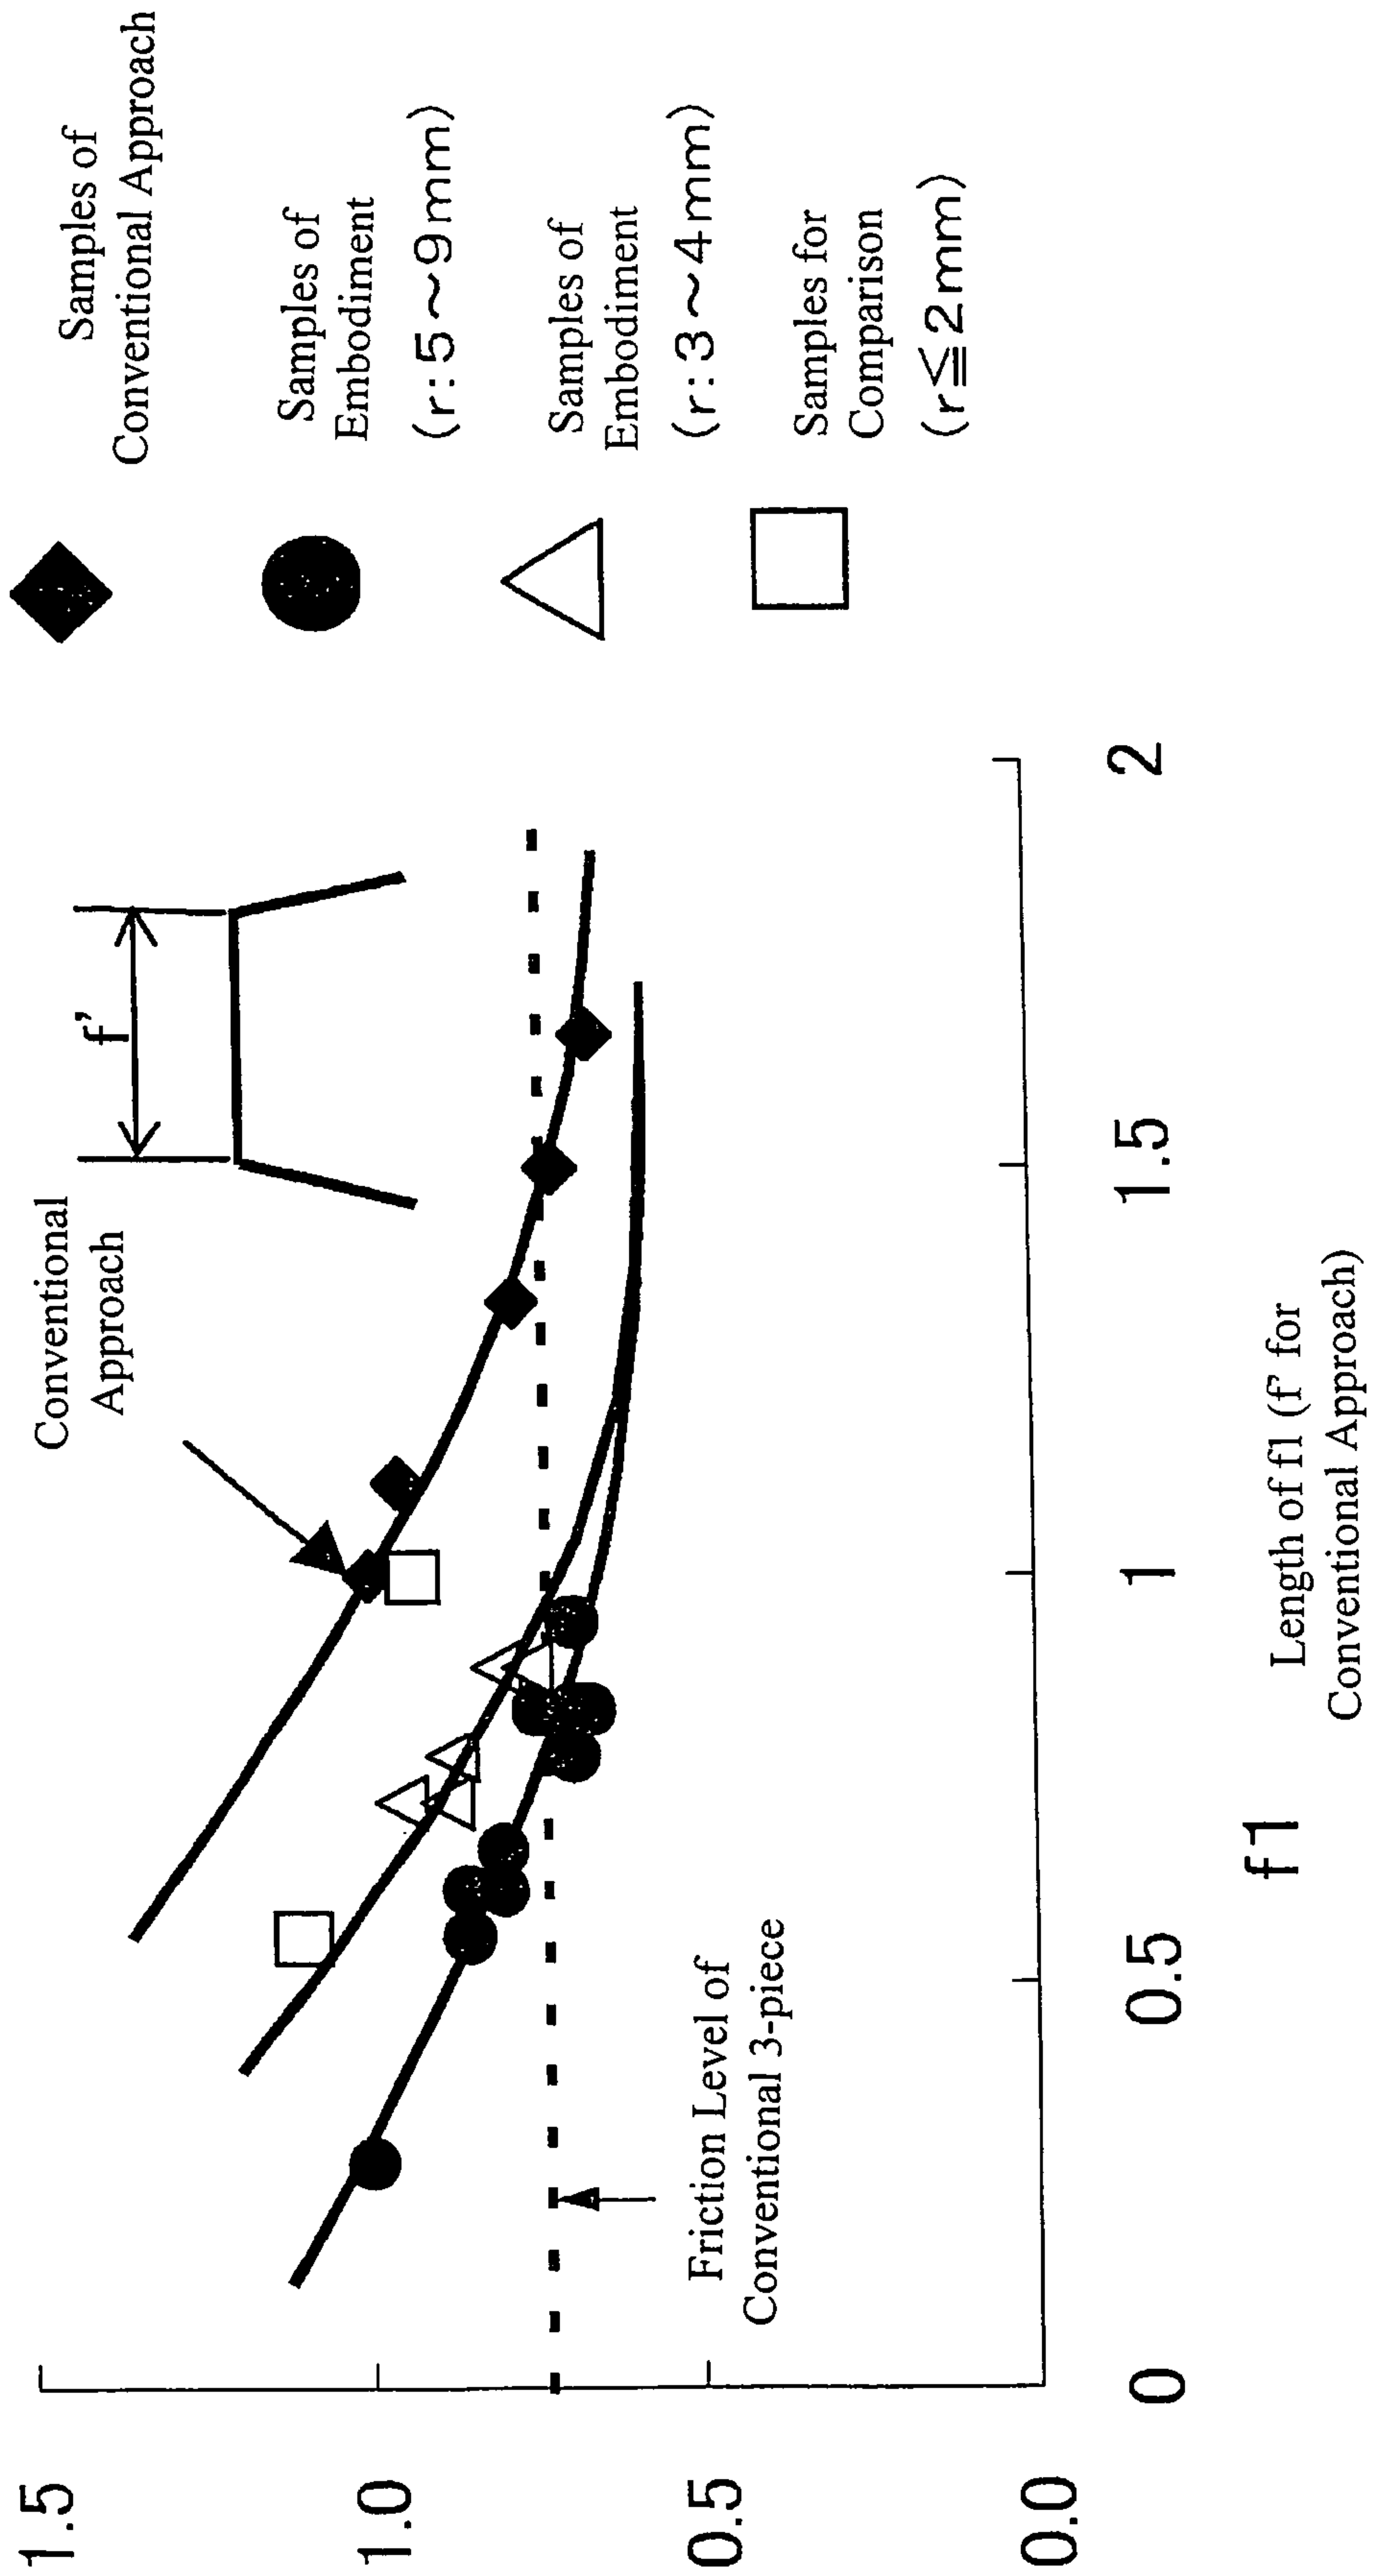 1.5
1.0
0.5
0.0
0
0.5
1
1.5
2
f1
Length of f1 (f' for
Conventional Approach)
Friction Level of
Conventional 3-piece
Conventional
Approach
f'
Samples of
Conventional Approach
Samples of
Embodiment
(r:5~9mm)
Samples of
Embodiment
(r:3~4mm)
Samples for
Comparison
(r≦2mm)